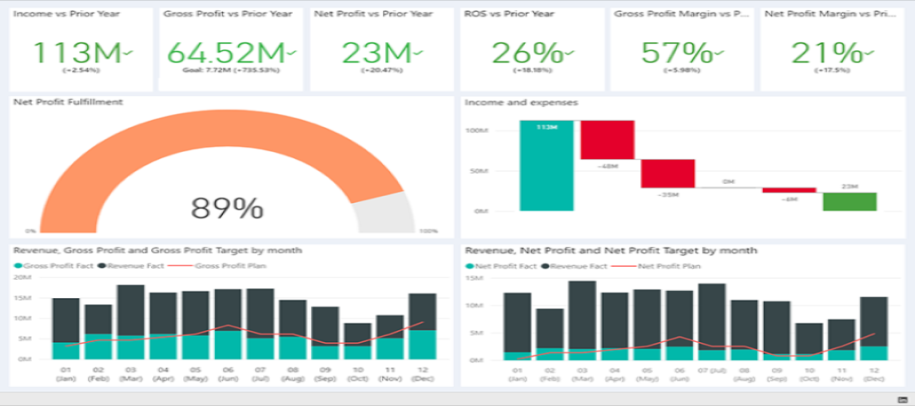 Income vs Prior Year
113M
(+2.54%)
Gross Profit vs Prior Year
64.52M
Goal: 7.72M (+735.53%)
Net Profit vs Prior Year
23M
(+20.47%)
ROS vs Prior Year
26%
(+18.18%)
Gross Profit Margin vs P...
57%
(+5.98%)
Net Profit Margin vs Pri...
21%
(+17.5%)
Net Profit Fulfillment
89%
0%
100%
Income and expenses
100M
50M
0M
113M
-48M
-35M
0M
-6M
23M
Revenue, Gross Profit and Gross Profit Target by month
Gross Profit Fact Revenue Fact Gross Profit Plan
20M
15M
10M
5M
0M
01 02 03 04 05 06 07 08 09 10 11 12
(Jan) (Feb) (Mar) (Apr) (May) (Jun) (Jul) (Aug) (Sep) (Oct) (Nov) (Dec)
Revenue, Net Profit and Net Profit Target by month
Net Profit Fact Revenue Fact Net Profit Plan
15M
10M
5M
0M
01 02 03 04 05 06 07 (Jul) 08 09 10 11 12
(Jan) (Feb) (Mar) (Apr) (May) (Jun) (Aug) (Sep) (Oct) (Nov) (Dec)